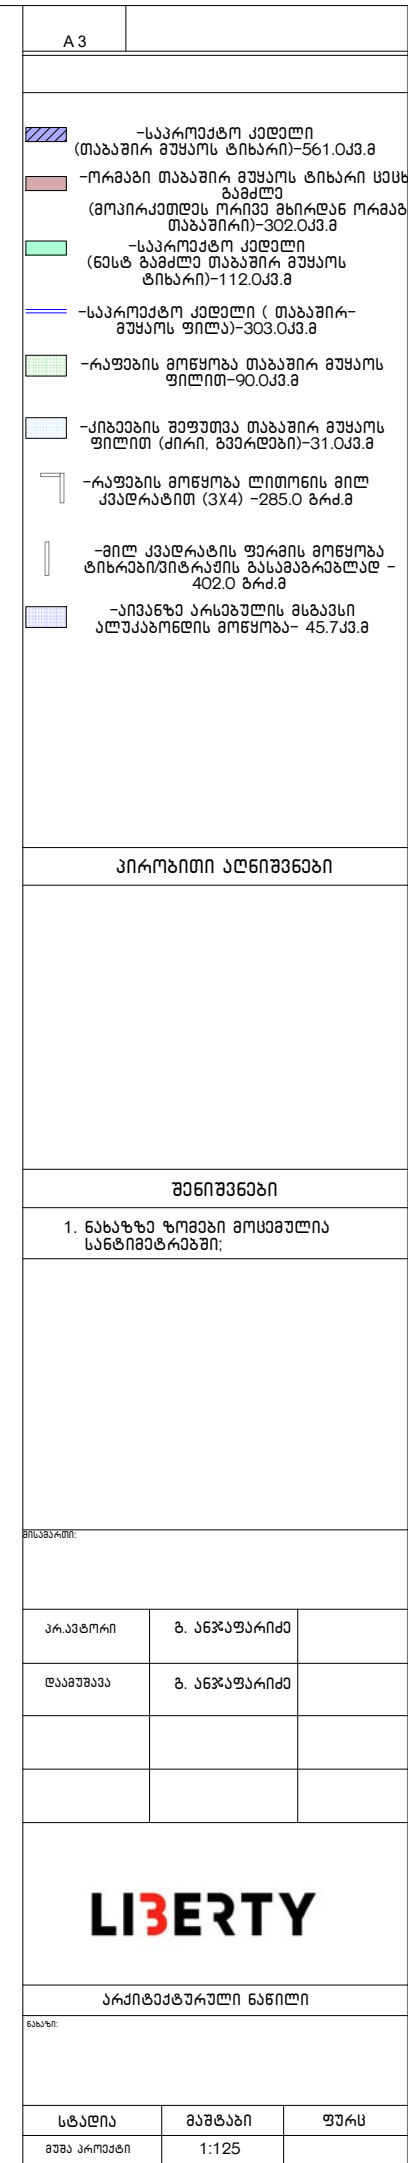 A 3
-საპროექტო კედელი
(თაბაშირ მუყაოს ტიხარი)-561.0კვ.მ
-ორმაგი თაბაშირ მუყაოს ტიხარი ცეცხ
გამძლე
(მოპირკეთდეს ორივე მხირდან ორმაგ
თაბაშირი)-302.0კვ.მ
-საპროექტო კედელი
(ნესტ გამძლე თაბაშირ მუყაოს
ტიხარი)-112.0კვ.მ
-საპროექტო კედელი ( თაბაშირ-
მუყაოს ფილა)-303.0კვ.მ
-რაფების მოწყობა თაბაშირ მუყაოს
ფილით-90.0კვ.მ
-კიბეების შეფუთვა თაბაშირ მუყაოს
ფილით (ძირი, გვერდები)-31.0კვ.მ
-რაფების მოწყობა ლითონის მილ
კვადრატით (3X4) -285.0 გრძ.მ
-მილ კვადრატის ფერმის მოწყობა
ტიხრები/ვიტრაჟის გასამაგრებლად -
402.0 გრძ.მ
-აივანზე არსებულის მსგავსი
ალუკაბონდის მოწყობა- 45.7კვ.მ
პირობითი აღნიშვნები
შენიშვნები
1. ნახაზზე ზომები მოცემულია
სანტიმეტრებში;
მისამართი:
პრ.ავტორი
გ. ანჯაფარიძე
დაამუშავა
გ. ანჯაფარიძე
LIBERTY
არქიტექტურული ნაწილი
ნახაზი:
სტადია
მაშტაბი
ფურც
მუშა პროექტი
1:125